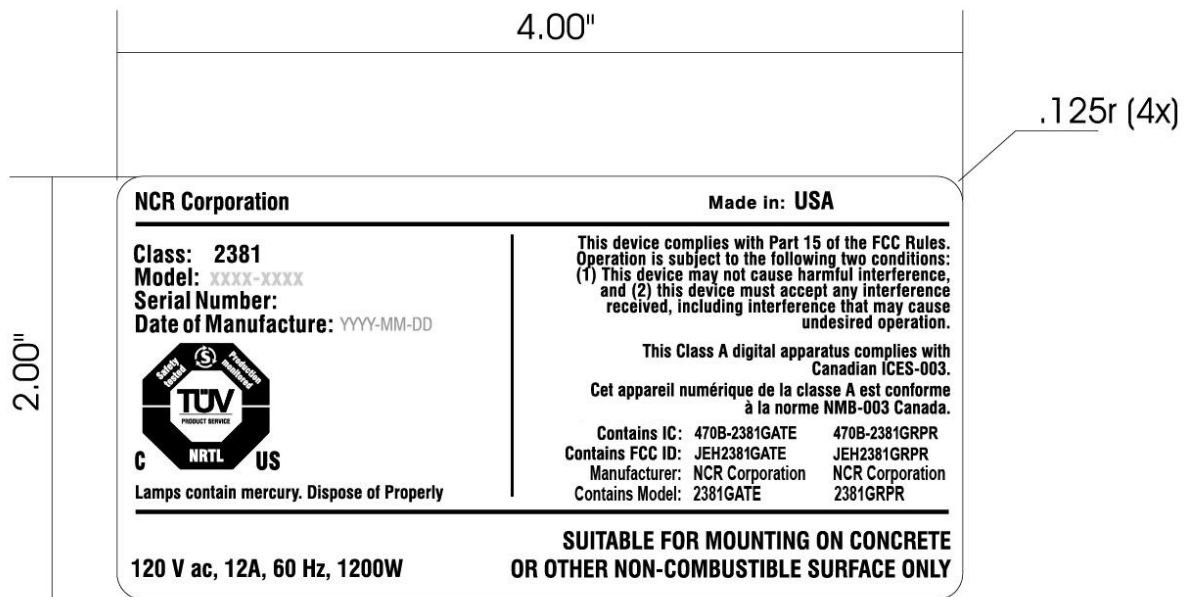 4.00"
.125r (4x)
2.00"
NCR Corporation
Made in: USA
Class: 2381
Model: xxxx-xxxx
Serial Number:
Date of Manufacture: YYYY-MM-DD
Safety tested
S
Production monitored
TÜV
PRODUCT SERVICE
C NRTL US
Lamps contain mercury. Dispose of Properly
This device complies with Part 15 of the FCC Rules.
Operation is subject to the following two conditions:
(1) This device may not cause harmful interference,
and (2) this device must accept any interference
received, including interference that may cause
undesired operation.
This Class A digital apparatus complies with
Canadian ICES-003.
Cet appareil numérique de la classe A est conforme
à la norme NMB-003 Canada.
Contains IC: 470B-2381GATE 470B-2381GRPR
Contains FCC ID: JEH2381GATE JEH2381GRPR
Manufacturer: NCR Corporation NCR Corporation
Contains Model: 2381GATE 2381GRPR
120 V ac, 12A, 60 Hz, 1200W
SUITABLE FOR MOUNTING ON CONCRETE
OR OTHER NON-COMBUSTIBLE SURFACE ONLY